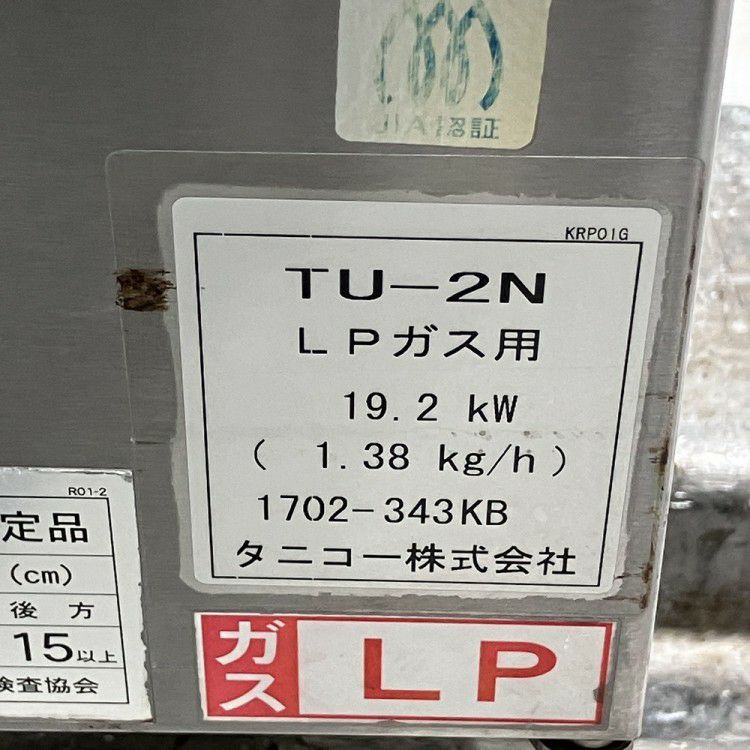 JIA認証
KRP01G
TU-2N
LPガス用
19.2 kW
( 1.38 kg/h )
1702-343KB
タニコー株式会社
R01-2
定品
(cm)
後方
15以上
検査協会
ガス LP